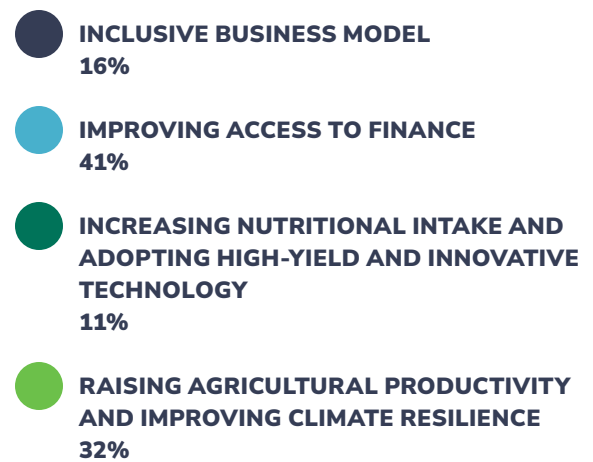 INCLUSIVE BUSINESS MODEL
16%
IMPROVING ACCESS TO FINANCE
41%
INCREASING NUTRITIONAL INTAKE AND
ADOPTING HIGH-YIELD AND INNOVATIVE
TECHNOLOGY
11%
RAISING AGRICULTURAL PRODUCTIVITY
AND IMPROVING CLIMATE RESILIENCE
32%